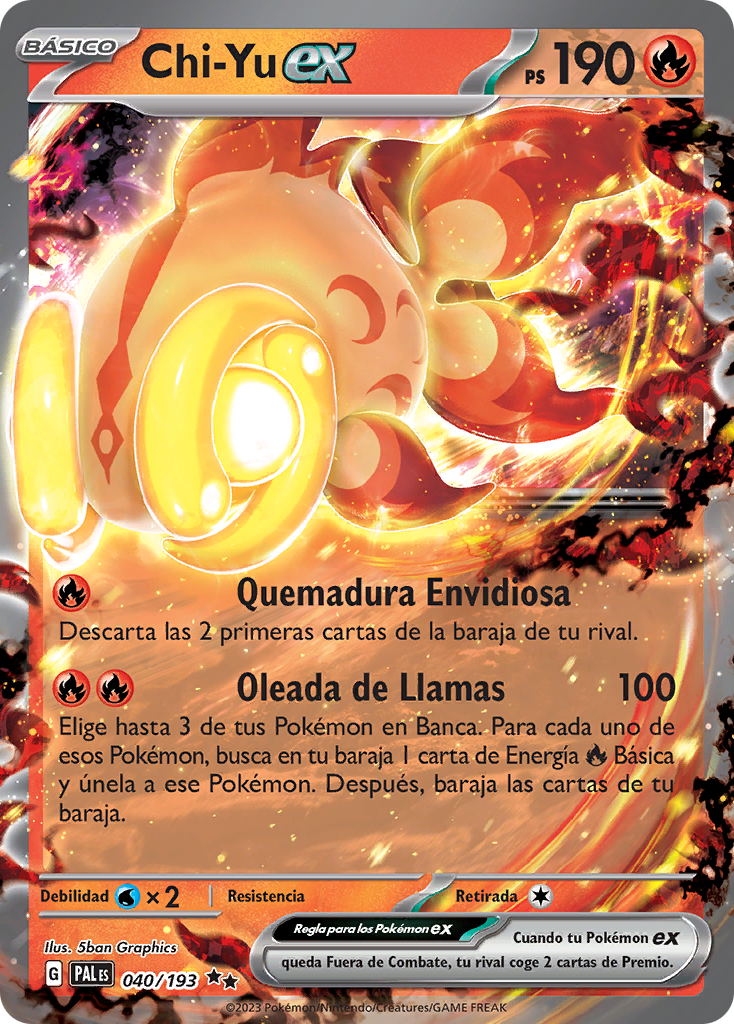 BÁSICO Chi-Yu ex PS 190
Quemadura Envidiosa
Descarta las 2 primeras cartas de la baraja de tu rival.
Oleada de Llamas 100
Elige hasta 3 de tus Pokémon en Banca. Para cada uno de
esos Pokémon, busca en tu baraja 1 carta de Energía Básica
y únela a ese Pokémon. Después, baraja las cartas de tu
baraja.
Debilidad ×2 Resistencia Retirada
Ilus. 5ban Graphics
Regla para los Pokémon ex
Cuando tu Pokémon ex
queda Fuera de Combate, tu rival coge 2 cartas de Premio.
G PAL ES 040/193
©2023 Pokémon/Nintendo/Creatures/GAME FREAK